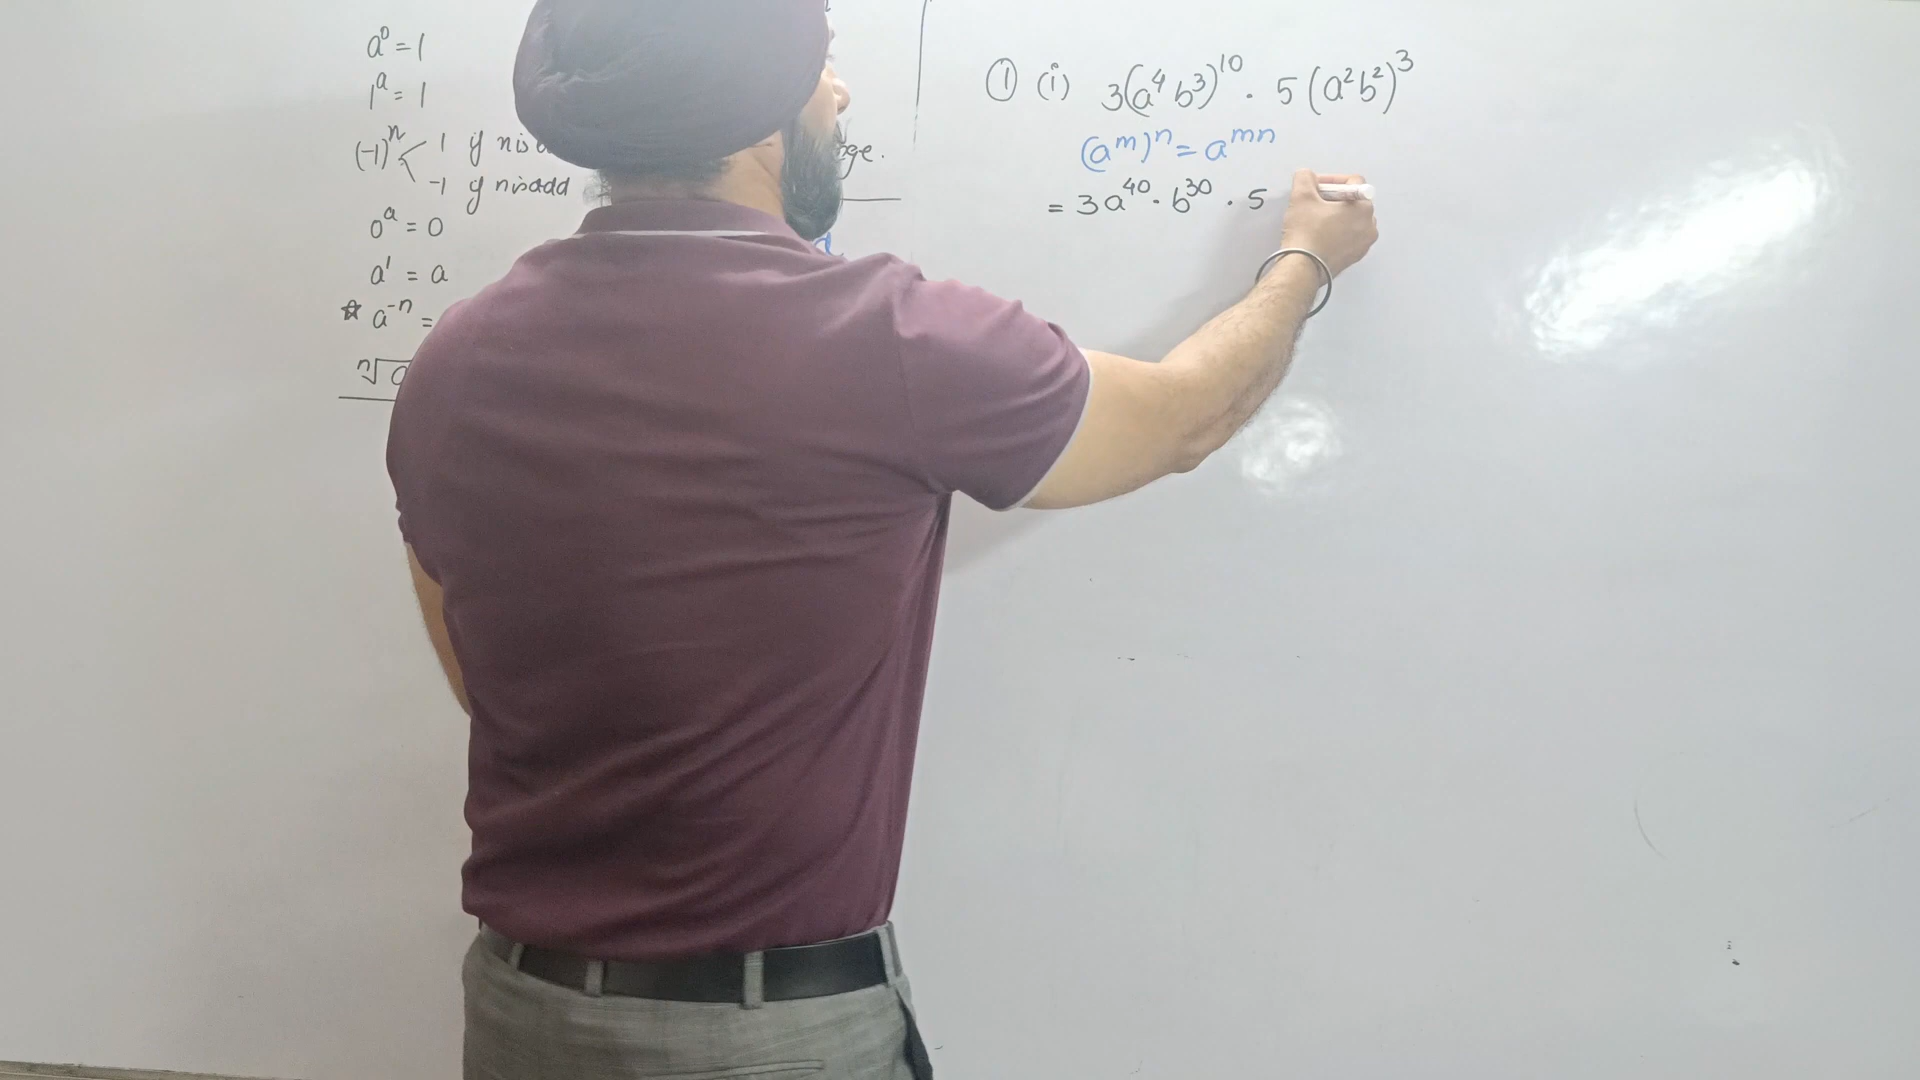 a⁰ = 1
1ᵃ = 1
(-1)ⁿ < 1 if n is
-1 if n is odd
0ᵃ = 0
a¹ = a
☆ a⁻ⁿ =
ⁿ√
① (i) 3(a⁴b³)¹⁰ · 5(a²b²)³
(aᵐ)ⁿ = aᵐⁿ
= 3a⁴⁰ · b³⁰ · 5